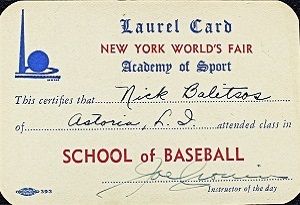 Laurel Card
NEW YORK WORLD'S FAIR
Academy of Sport
This certifies that Nick Balitsos
of Astoria, L. I. attended class in
SCHOOL of BASEBALL
Instructor of the day